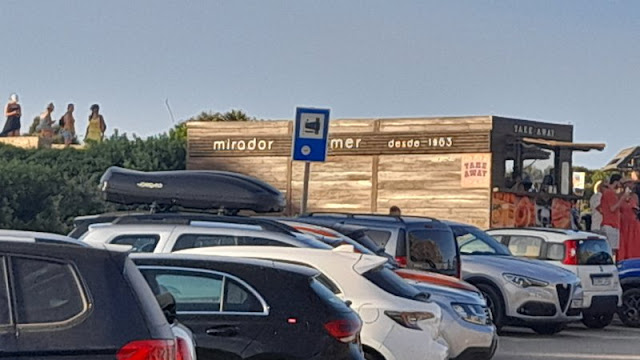 mirador mer desde-1963
TAKE AWAY
TAKE
AWAY